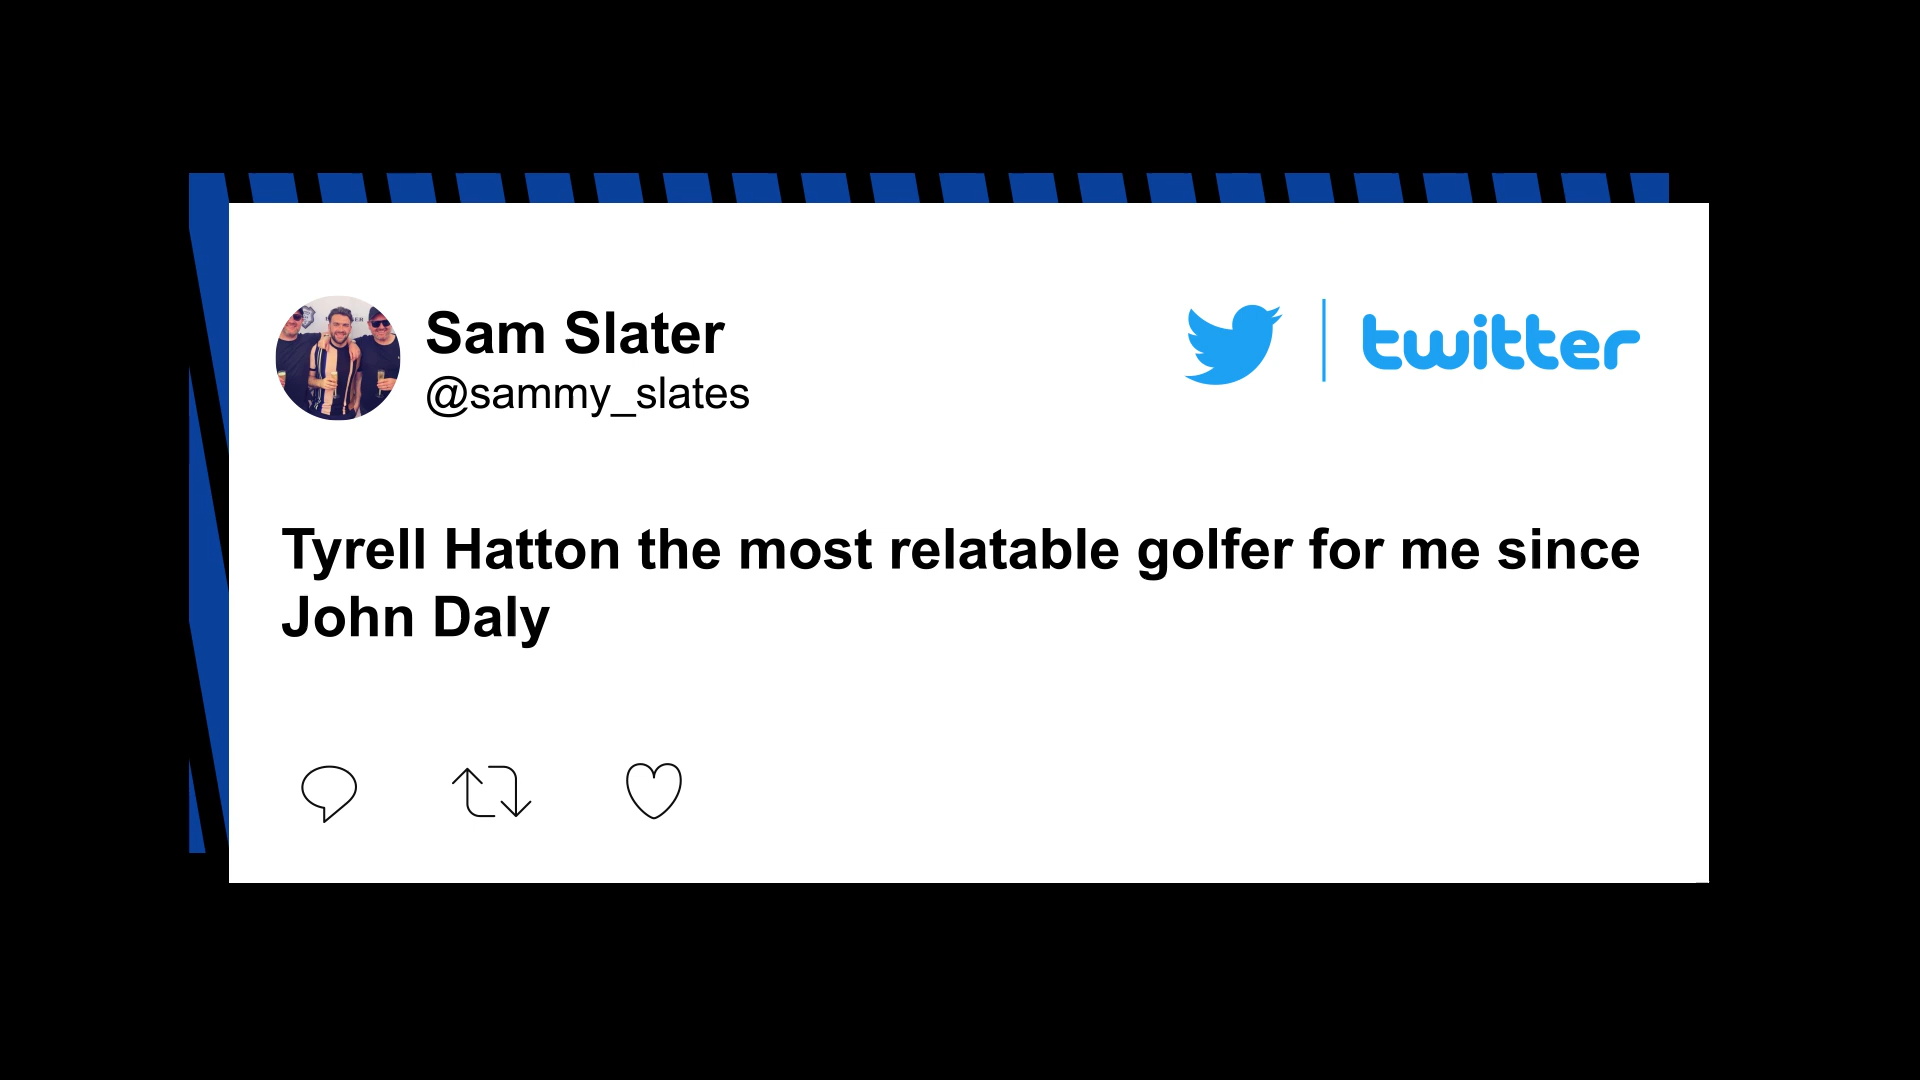 Sam Slater
twitter
@sammy_slates
Tyrell Hatton the most relatable golfer for me since
John Daly